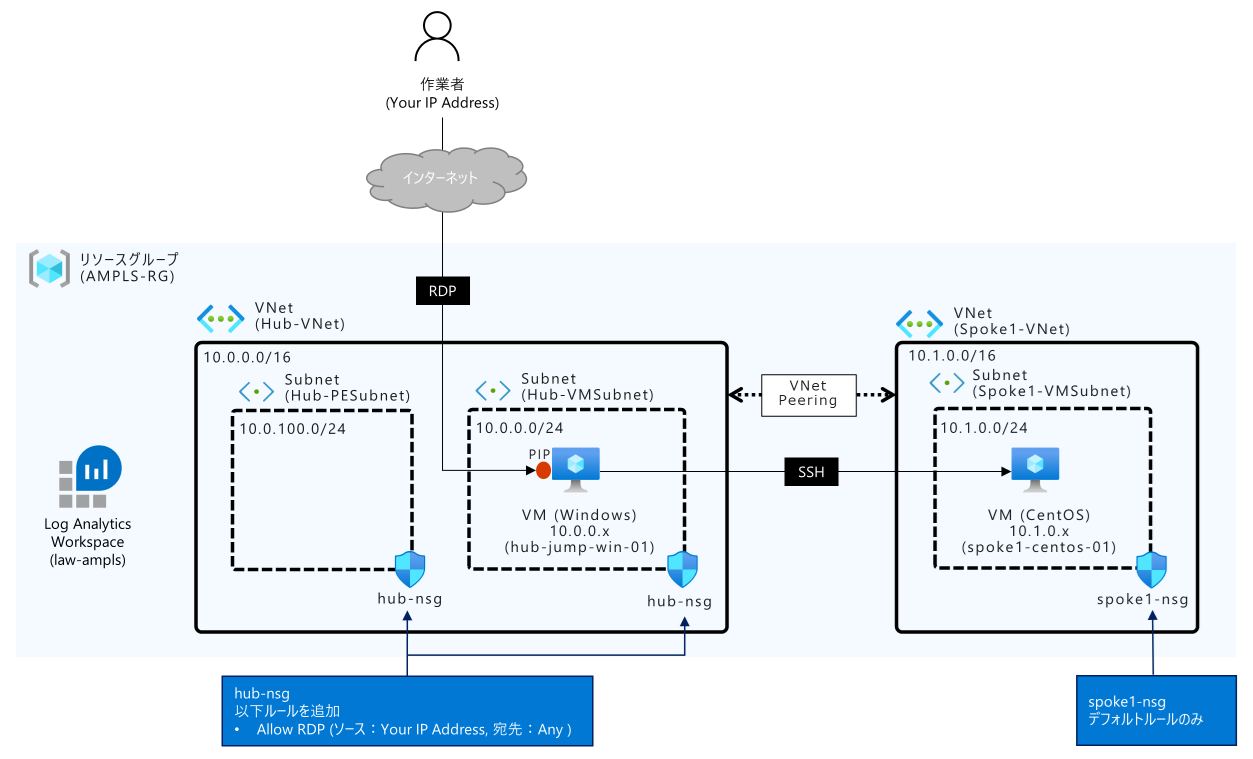 作業者
(Your IP Address)
インターネット
リソースグループ
(AMPLS-RG)
RDP
VNet
(Hub-VNet)
10.0.0.0/16
Subnet
(Hub-PESubnet)
10.0.100.0/24
Subnet
(Hub-VMSubnet)
10.0.0.0/24
PIP
VM (Windows)
10.0.0.x
(hub-jump-win-01)
hub-nsg
hub-nsg
VNet
Peering
SSH
VNet
(Spoke1-VNet)
10.1.0.0/16
Subnet
(Spoke1-VMSubnet)
10.1.0.0/24
VM (CentOS)
10.1.0.x
(spoke1-centos-01)
spoke1-nsg
Log Analytics
Workspace
(law-ampls)
hub-nsg
以下ルールを追加
• Allow RDP (ソース：Your IP Address, 宛先：Any )
spoke1-nsg
デフォルトルールのみ